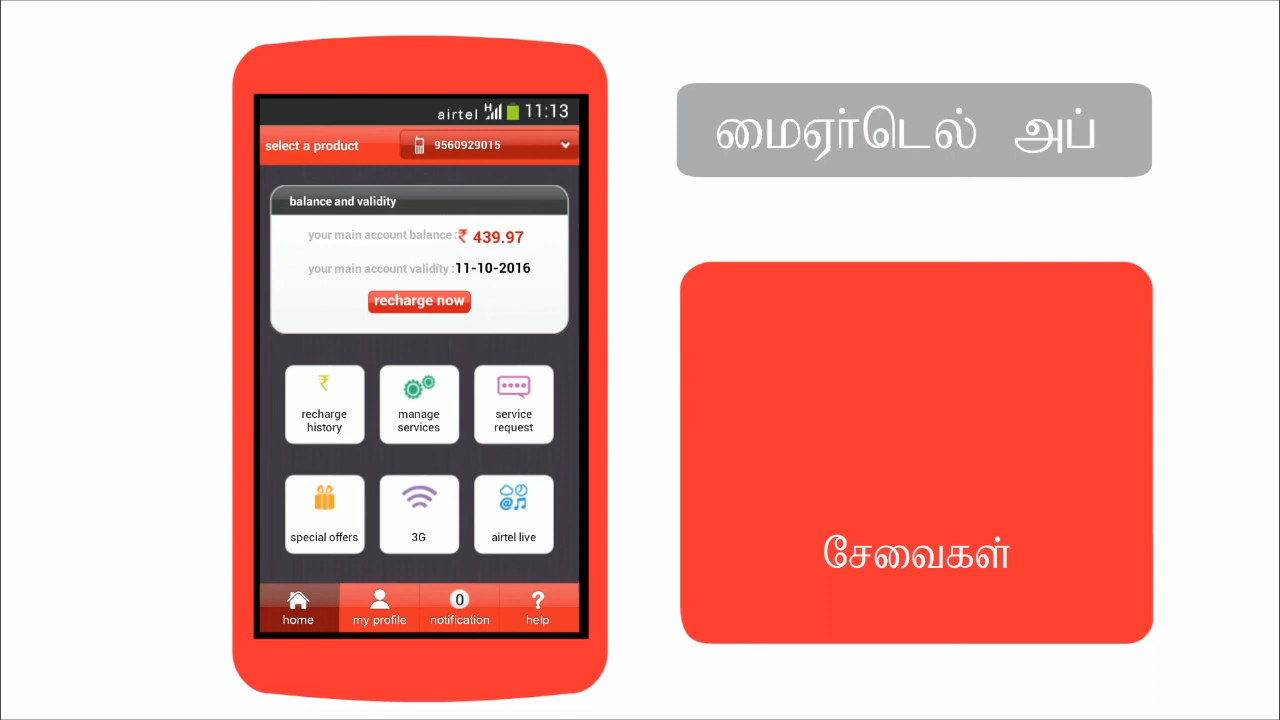 airtel H 11:13
select a product 9560929015
balance and validity
your main account balance :₹ 439.97
your main account validity :11-10-2016
recharge now
recharge history
manage services
service request
special offers
3G
airtel live
home
my profile
0 notification
? help
மைஏர்டெல் அப்
சேவைகள்